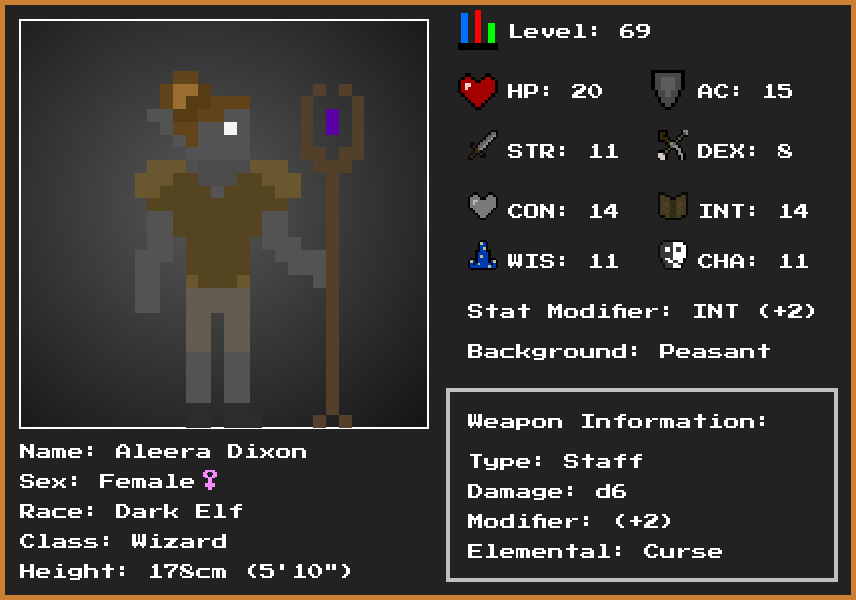 Level: 69
HP: 20 AC: 15
STR: 11 DEX: 8
CON: 14 INT: 14
WIS: 11 CHA: 11
Stat Modifier: INT (+2)
Background: Peasant
Weapon Information:
Type: Staff
Damage: d6
Modifier: (+2)
Elemental: Curse
Name: Aleera Dixon
Sex: Female♀
Race: Dark Elf
Class: Wizard
Height: 178cm (5'10")